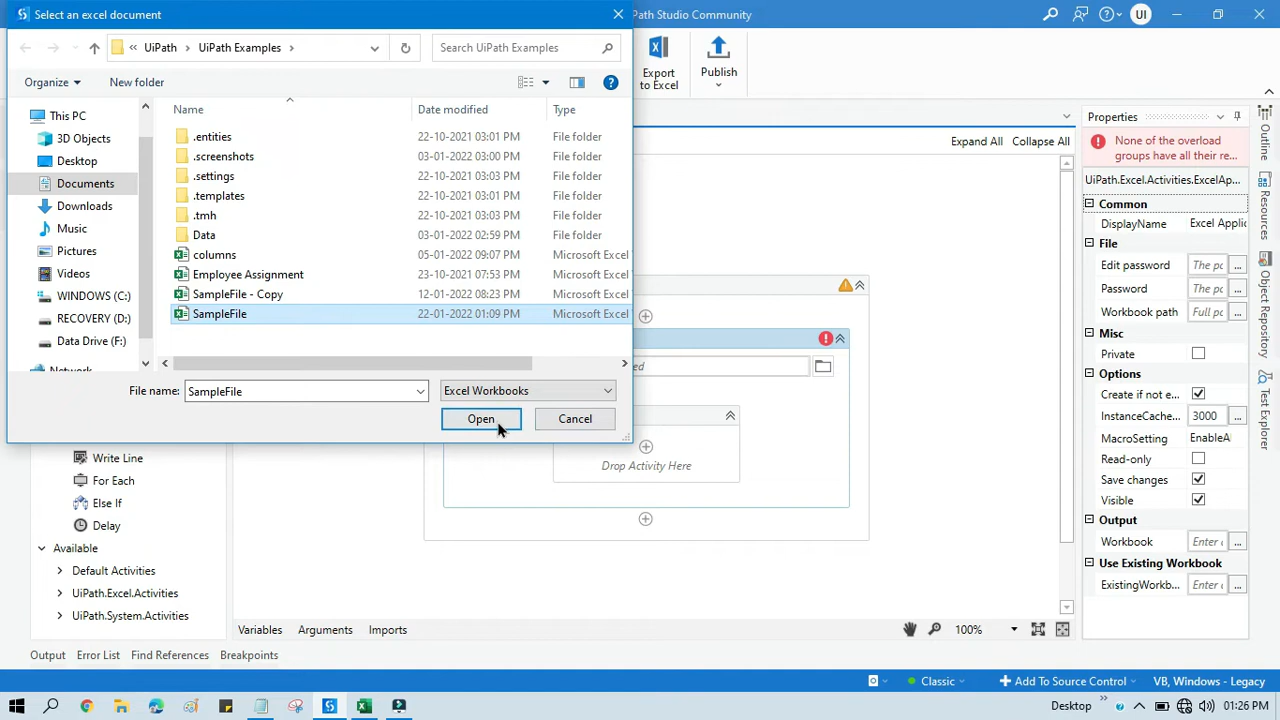 Select an excel document
Path Studio Community
UI
UiPath
UiPath Examples
Search UiPath Examples
Export
to Excel
Publish
Organize
New folder
Name
Date modified
Type
This PC
3D Objects
Desktop
Documents
Downloads
Music
Pictures
Videos
WINDOWS (C:)
RECOVERY (D:)
Data Drive (F:)
Network
.entities 22-10-2021 03:01 PM File folder
.screenshots 03-01-2022 03:00 PM File folder
.settings 22-10-2021 03:03 PM File folder
.templates 22-10-2021 03:01 PM File folder
.tmh 22-10-2021 03:03 PM File folder
Data 03-01-2022 02:59 PM File folder
columns 05-01-2022 09:07 PM Microsoft Excel
Employee Assignment 23-10-2021 07:53 PM Microsoft Excel
SampleFile - Copy 12-01-2022 08:23 PM Microsoft Excel
SampleFile 22-01-2022 01:09 PM Microsoft Excel
File name: SampleFile
Excel Workbooks
Open
Cancel
Expand All Collapse All
ed
Drop Activity Here
Write Line
For Each
Else If
Delay
Available
Default Activities
UiPath.Excel.Activities
UiPath.System.Activities
Variables Arguments Imports
100%
Properties
None of the overload
groups have all their re...
UiPath.Excel.Activities.ExcelAp...
Common
DisplayName Excel Applic
File
Edit password The pa ...
Password The pa ...
Workbook path Full pa ...
Misc
Private
Options
Create if not e...
InstanceCache... 3000 ...
MacroSetting EnableA
Read-only
Save changes
Visible
Output
Workbook Enter a ...
Use Existing Workbook
ExistingWorkb... Enter a ...
Outline
Resources
Object Repository
Test Explorer
Output Error List Find References Breakpoints
Classic
Add To Source Control
VB, Windows - Legacy
Desktop
01:26 PM